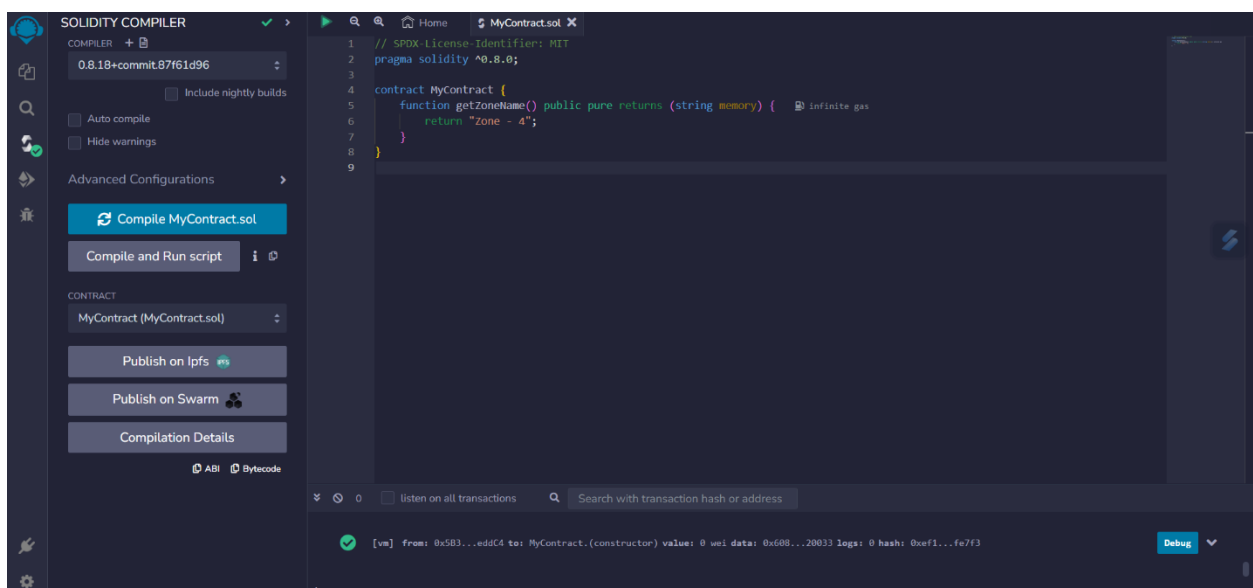 SOLIDITY COMPILER
COMPILER
0.8.18+commit.87f61d96
Include nightly builds
Auto compile
Hide warnings
Advanced Configurations
Compile MyContract.sol
Compile and Run script
CONTRACT
MyContract (MyContract.sol)
Publish on Ipfs
Publish on Swarm
Compilation Details
ABI Bytecode
Home MyContract.sol
1 // SPDX-License-Identifier: MIT
2 pragma solidity ^0.8.0;
3
4 contract MyContract {
5 function getZoneName() public pure returns (string memory) { infinite gas
6 return "Zone - 4";
7 }
8 }
9
0 listen on all transactions Search with transaction hash or address
[vm] from: 0x5B3...eddC4 to: MyContract.(constructor) value: 0 wei data: 0x608...20033 logs: 0 hash: 0xef1...fe7f3 Debug